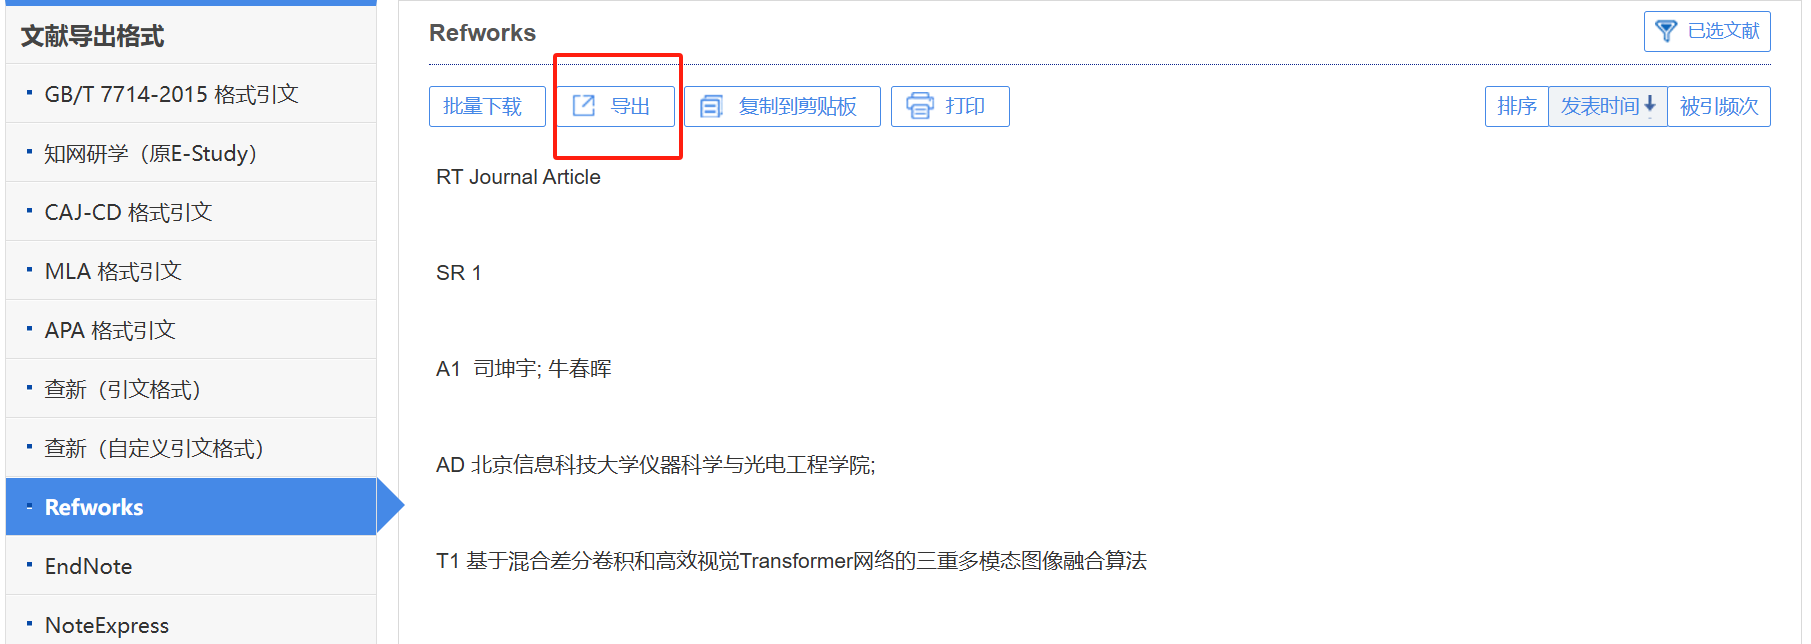 文献导出格式
GB/T 7714-2015 格式引文
知网研学（原E-Study）
CAJ-CD 格式引文
MLA 格式引文
APA 格式引文
查新（引文格式）
查新（自定义引文格式）
Refworks
EndNote
NoteExpress
Refworks
已选文献
批量下载 导出 复制到剪贴板 打印 排序 发表时间 被引频次
RT Journal Article
SR 1
A1 司坤宇; 牛春晖
AD 北京信息科技大学仪器科学与光电工程学院;
T1 基于混合差分卷积和高效视觉Transformer网络的三重多模态图像融合算法